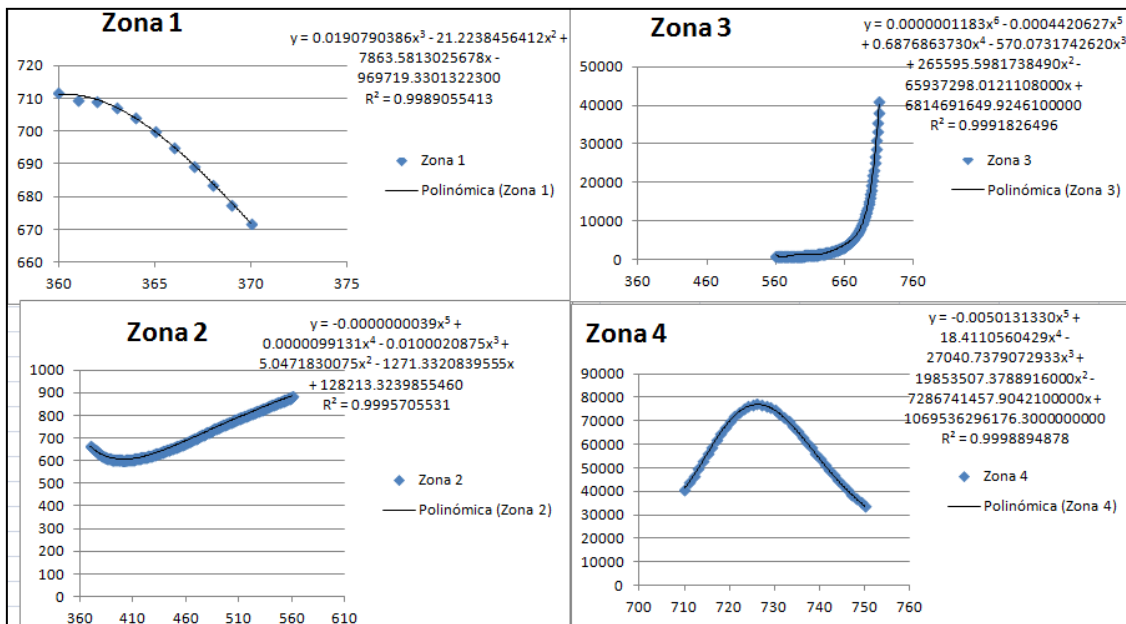 Zona 1
y = 0.0190790386x³ - 21.2238456412x² +
7863.5813025678x -
969719.3301322300
R² = 0.9989055413
720
710
700
690
680
670
660
360
365
370
375
Zona 1
Polinómica (Zona 1)
Zona 3
y = 0.0000001183x⁶ - 0.0004420627x⁵
+ 0.6876863730x⁴ - 570.0731742620x³
+ 265595.5981738490x² -
65937298.0121108000x +
6814691649.9246100000
R² = 0.9991826496
50000
40000
30000
20000
10000
0
360
460
560
660
760
Zona 3
Polinómica (Zona 3)
Zona 2
y = -0.0000000039x⁵ +
0.0000099131x⁴ - 0.0100020875x³ +
5.0471830075x² - 1271.3320839555x
+ 128213.3239855460
R² = 0.9995705531
1000
900
800
700
600
500
400
300
200
100
0
360
410
460
510
560
610
Zona 2
Polinómica (Zona 2)
Zona 4
y = -0.0050131330x⁵ +
18.4110560429x⁴ -
27040.7379072933x³ +
19853507.3788916000x² -
7286741457.9042100000x +
1069536296176.3000000000
R² = 0.9998894878
90000
80000
70000
60000
50000
40000
30000
20000
10000
0
700
710
720
730
740
750
760
Zona 4
Polinómica (Zona 4)